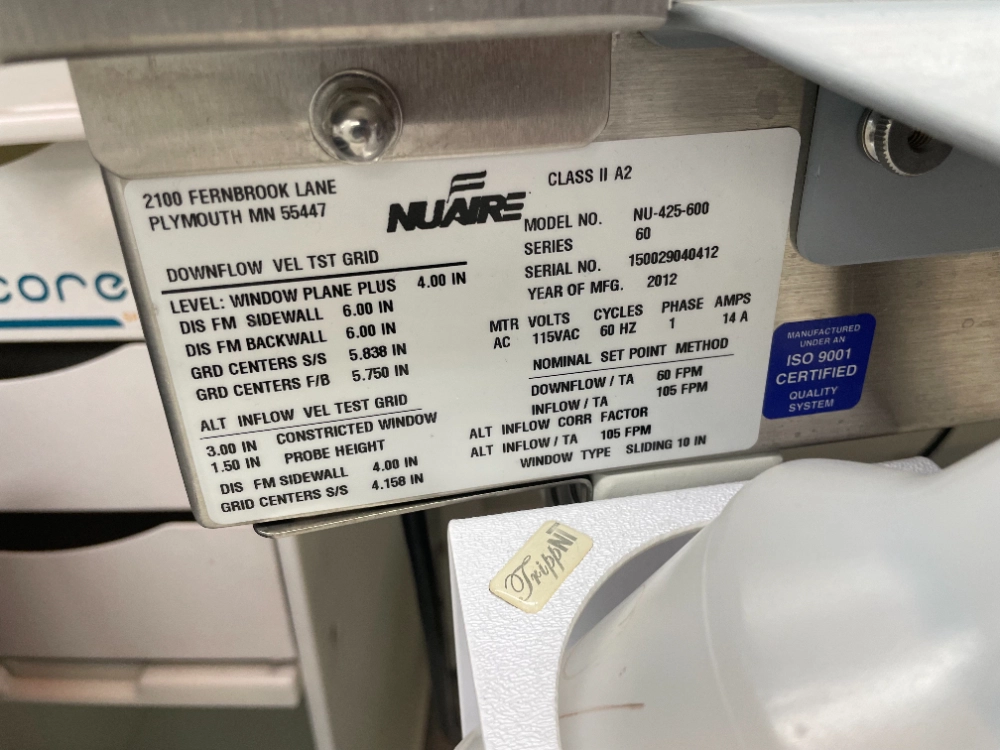 2100 FERNBROOK LANE
PLYMOUTH MN 55447
NUAIRE
CLASS II A2
MODEL NO. NU-425-600
SERIES 60
SERIAL NO. 150029040412
YEAR OF MFG. 2012
DOWNFLOW VEL TST GRID
LEVEL: WINDOW PLANE PLUS 4.00 IN
DIS FM SIDEWALL 6.00 IN
DIS FM BACKWALL 6.00 IN
GRD CENTERS S/S 5.838 IN
GRD CENTERS F/B 5.750 IN
MTR VOLTS CYCLES PHASE AMPS
AC 115VAC 60 HZ 1 14 A
NOMINAL SET POINT METHOD
DOWNFLOW / TA 60 FPM
INFLOW / TA 105 FPM
ALT INFLOW CORR FACTOR
ALT INFLOW / TA 105 FPM
WINDOW TYPE SLIDING 10 IN
ALT INFLOW VEL TEST GRID
3.00 IN CONSTRICTED WINDOW
1.50 IN PROBE HEIGHT
DIS FM SIDEWALL 4.00 IN
GRID CENTERS S/S 4.158 IN
MANUFACTURED
UNDER AN
ISO 9001
CERTIFIED
QUALITY
SYSTEM
core
TrippNT